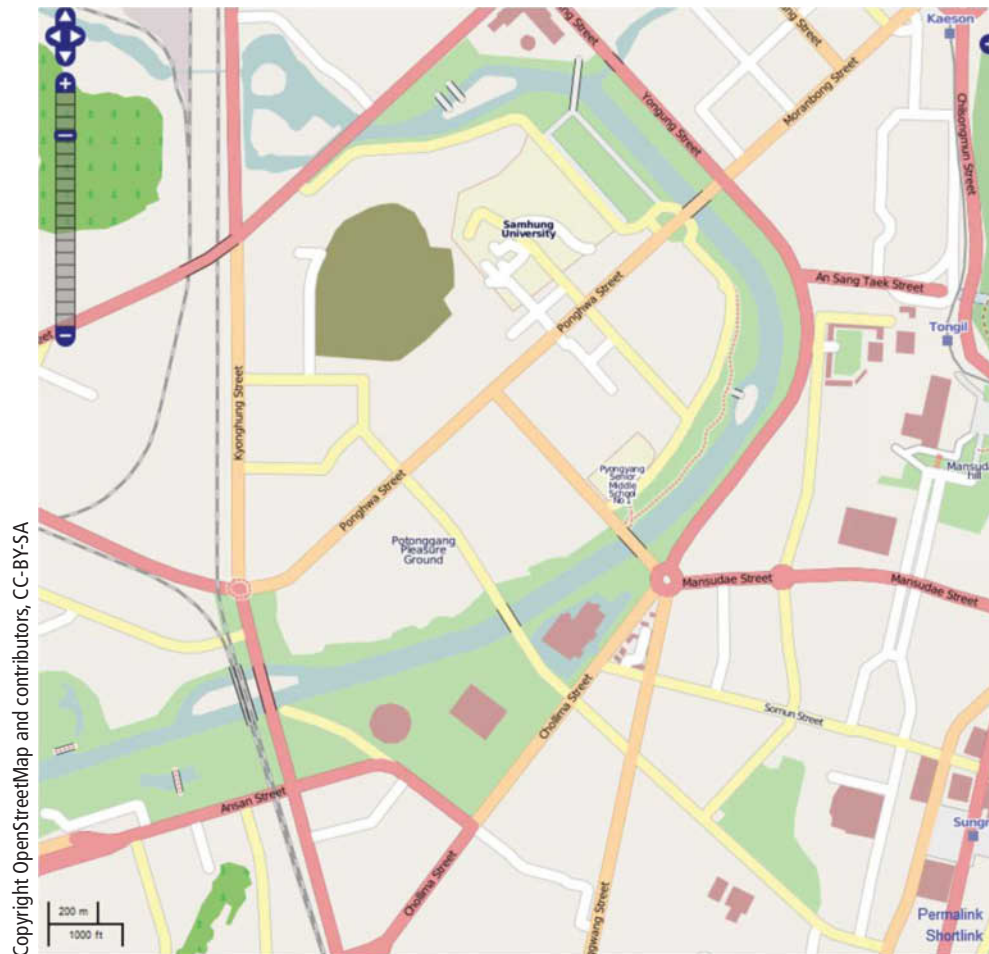 Kaeson
Moranbong Street
Yongung Street
Chilsongmun Street
Samhung
University
An Sang Taek Street
Ponghwa Street
Tongil
Kyonghung Street
Mansudae
hill
Pyongyang
Senior
Middle
School
No 1
Ponghwa Street
Potonggang
Pleasure
Ground
Mansudae Street
Mansudae Street
Chollima Street
Somun Street
Ansan Street
Chollima Street
200 m
1000 ft
Permalink
Shortlink
Copyright OpenStreetMap and contributors, CC-BY-SA